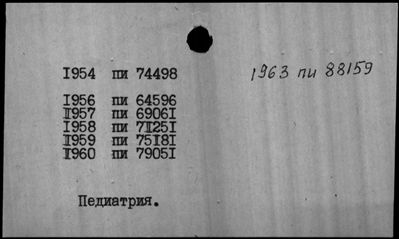 1954 пи 74498
1963 пи 88159
1956 пи 64596
1957 пи 69061
1958 пи 71251
1959 пи 75181
1960 пи 79051
Педиатрия.